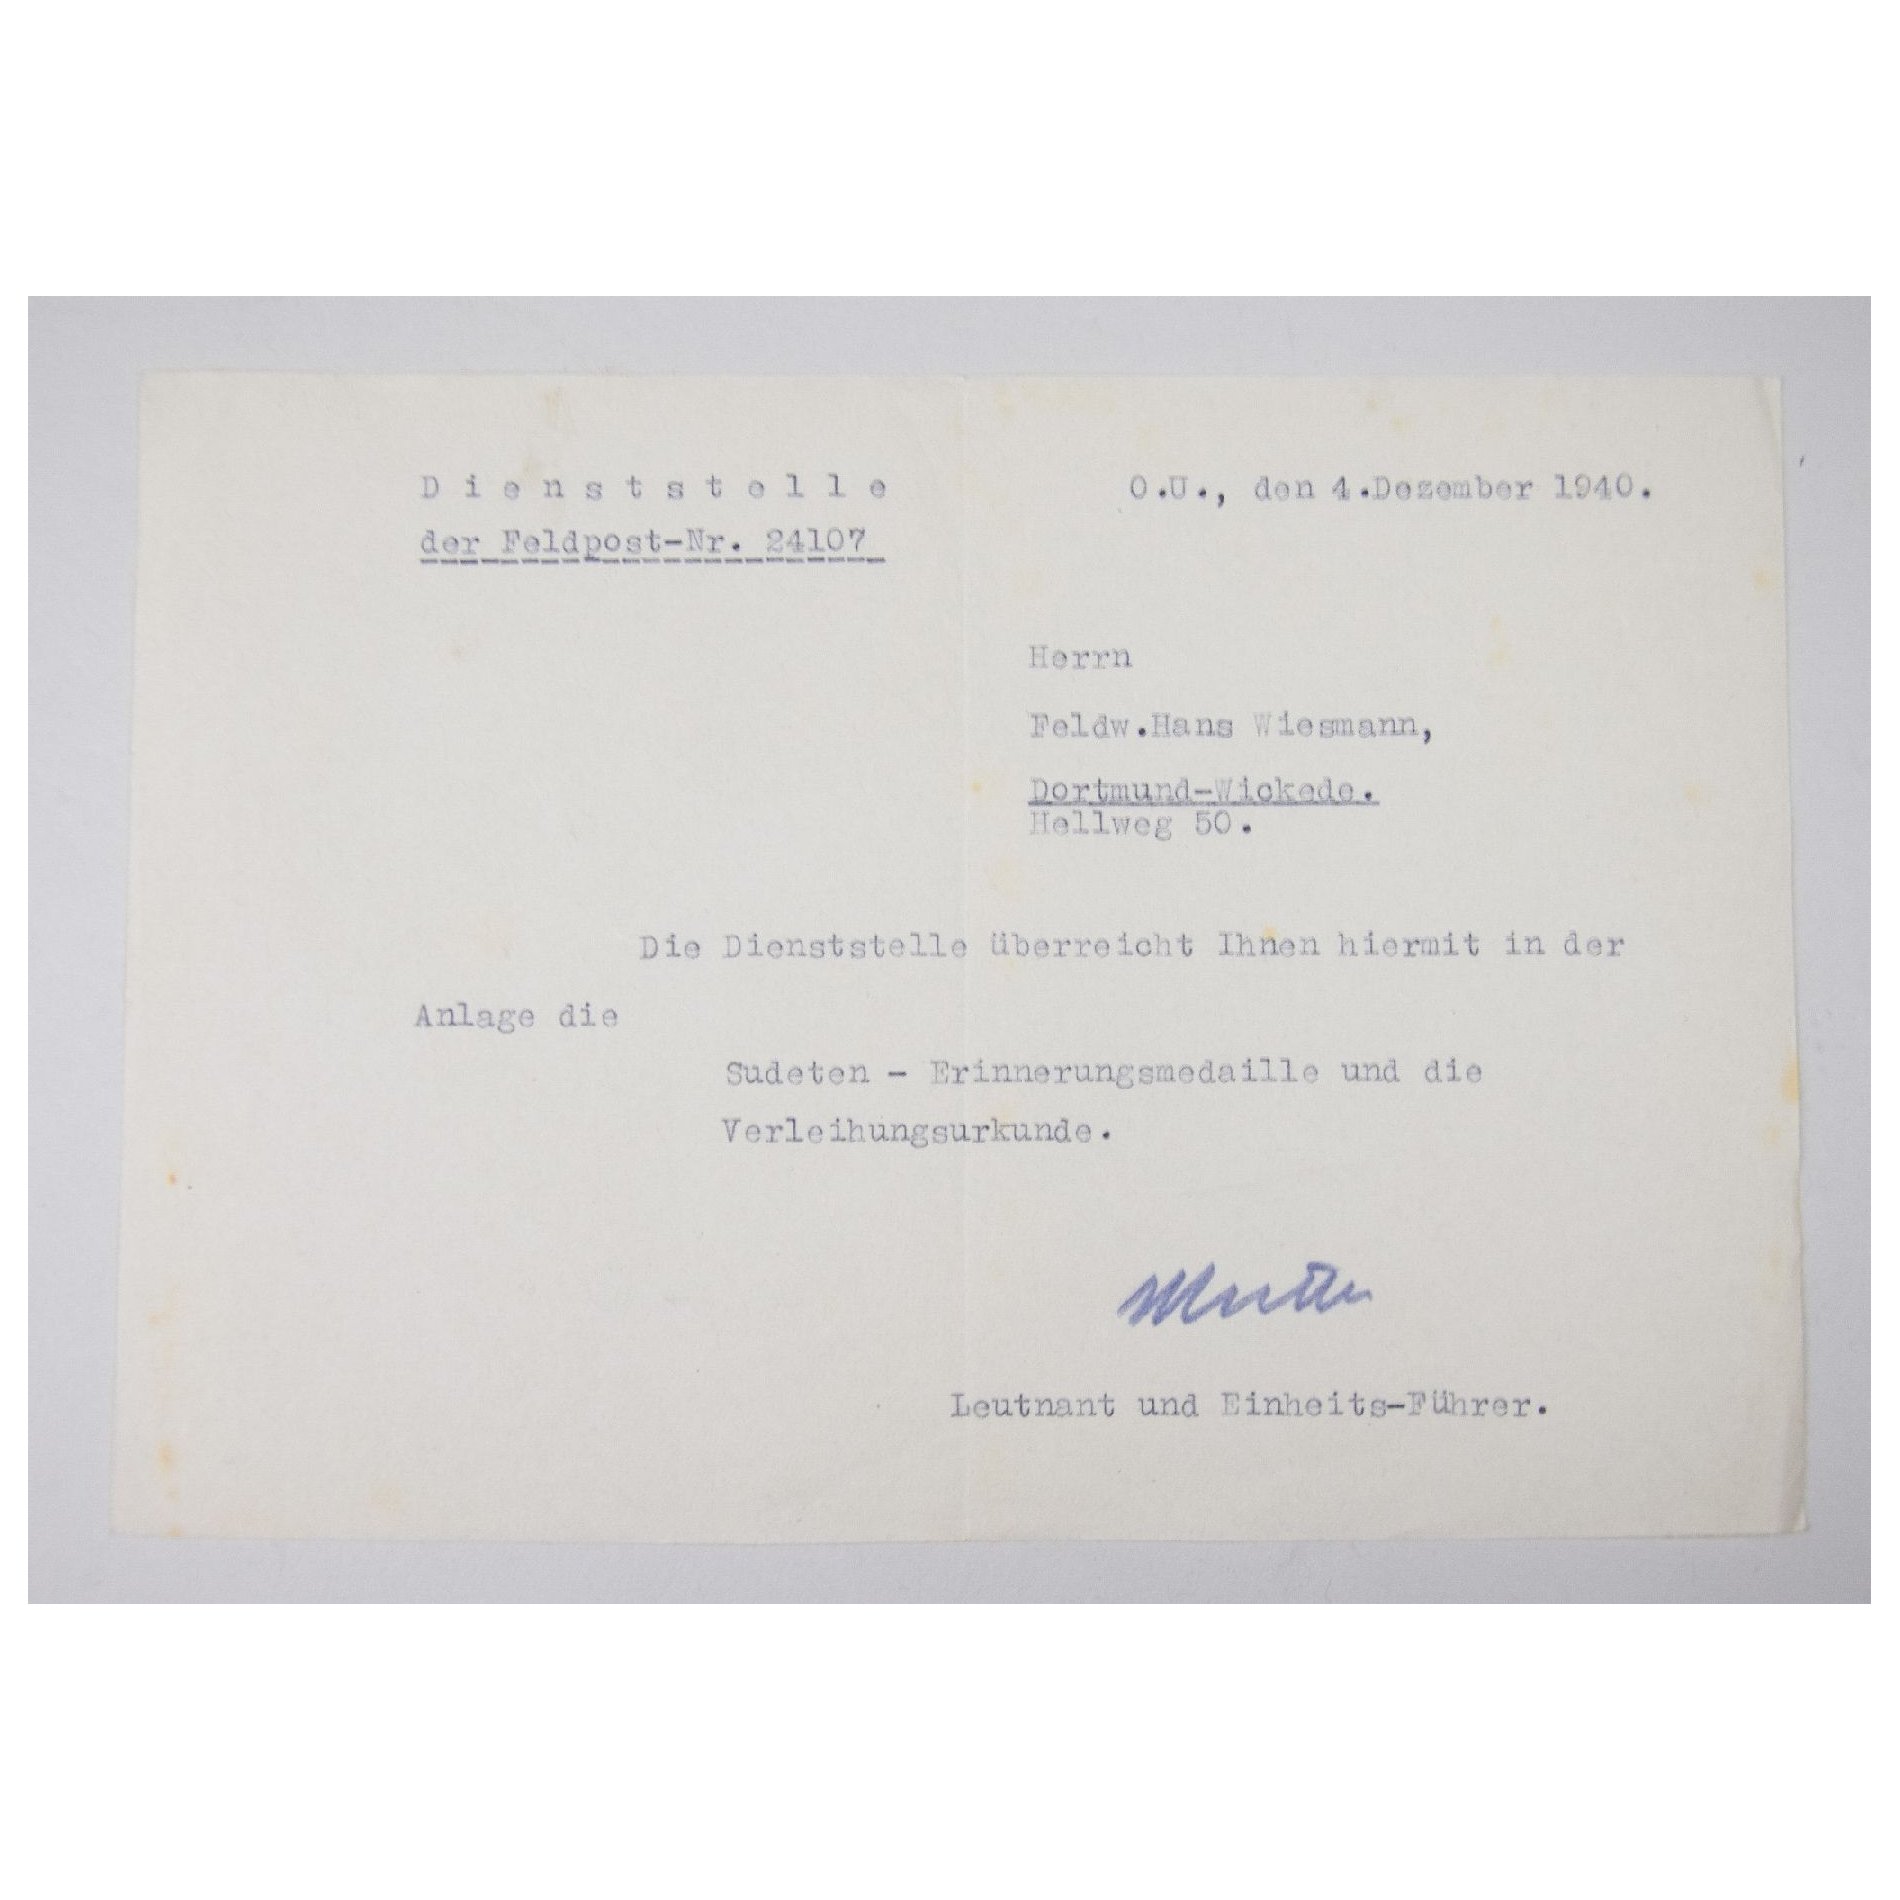 D i e n s t s t e l l e
der Feldpost-Nr. 24107
O.U., den 4.Dezember 1940.
Herrn
Feldw.Hans Wiesmann,
Dortmund-Wickede.
Hellweg 50.
Die Dienststelle überreicht Ihnen hiermit in der
Anlage die
Sudeten - Erinnerungsmedaille und die
Verleihungsurkunde.
Leutnant und Einheits-Führer.